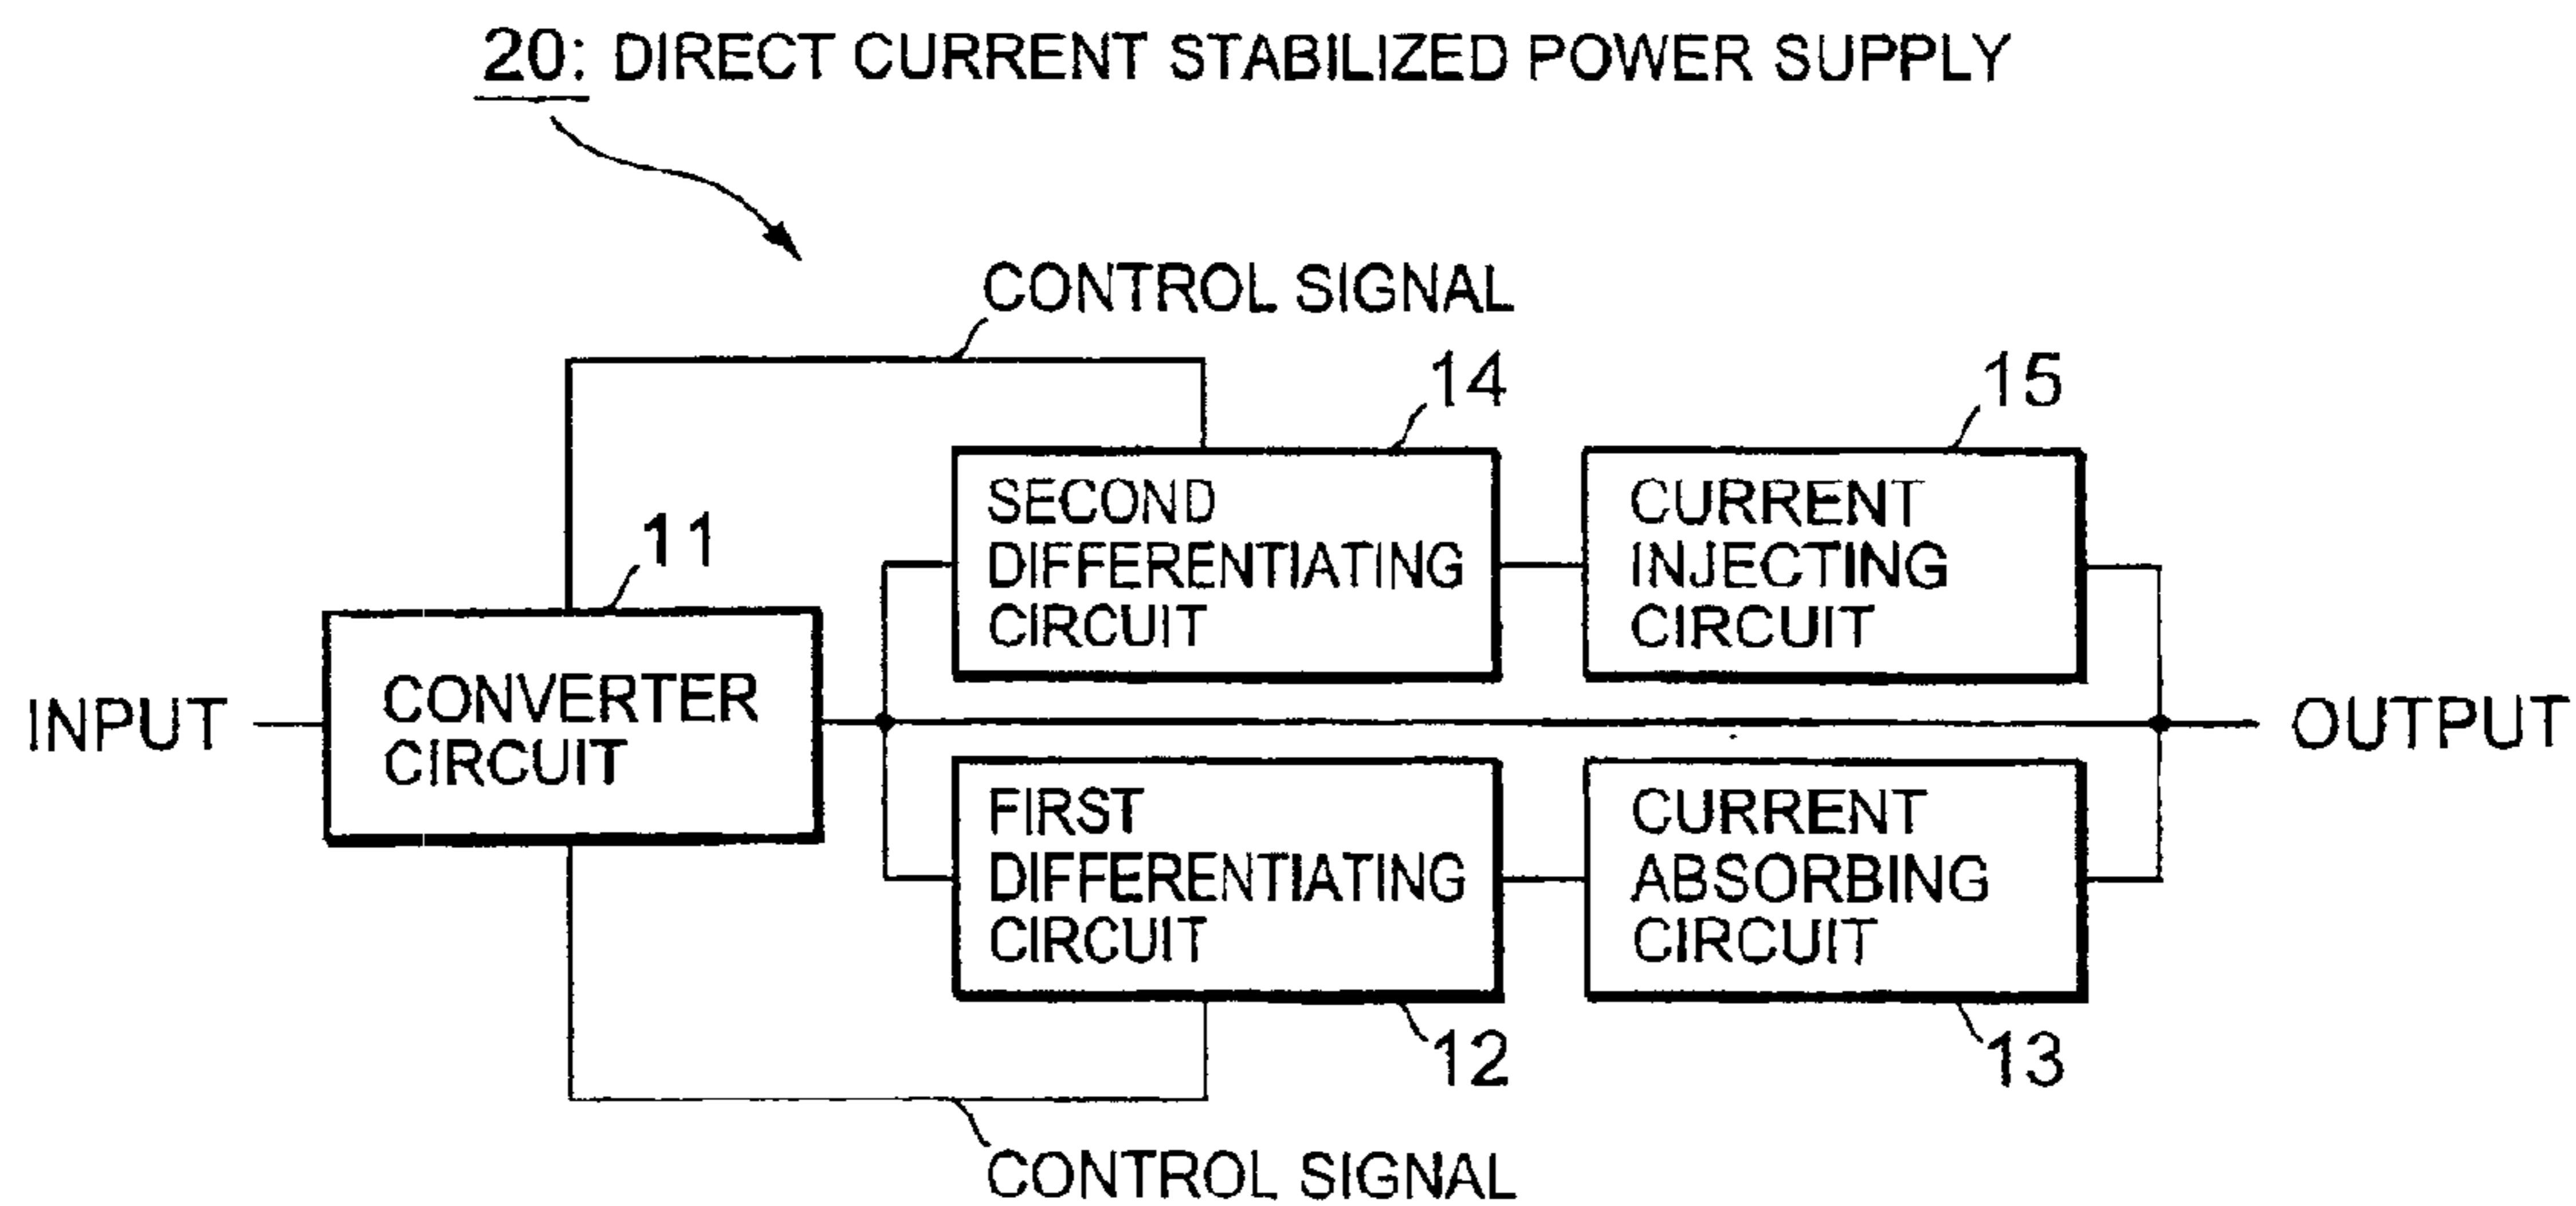 20: DIRECT CURRENT STABILIZED POWER SUPPLY
CONTROL SIGNAL
14
15
SECOND
DIFFERENTIATING
CIRCUIT
CURRENT
INJECTING
CIRCUIT
11
INPUT
CONVERTER
CIRCUIT
OUTPUT
FIRST
DIFFERENTIATING
CIRCUIT
CURRENT
ABSORBING
CIRCUIT
12
13
CONTROL SIGNAL